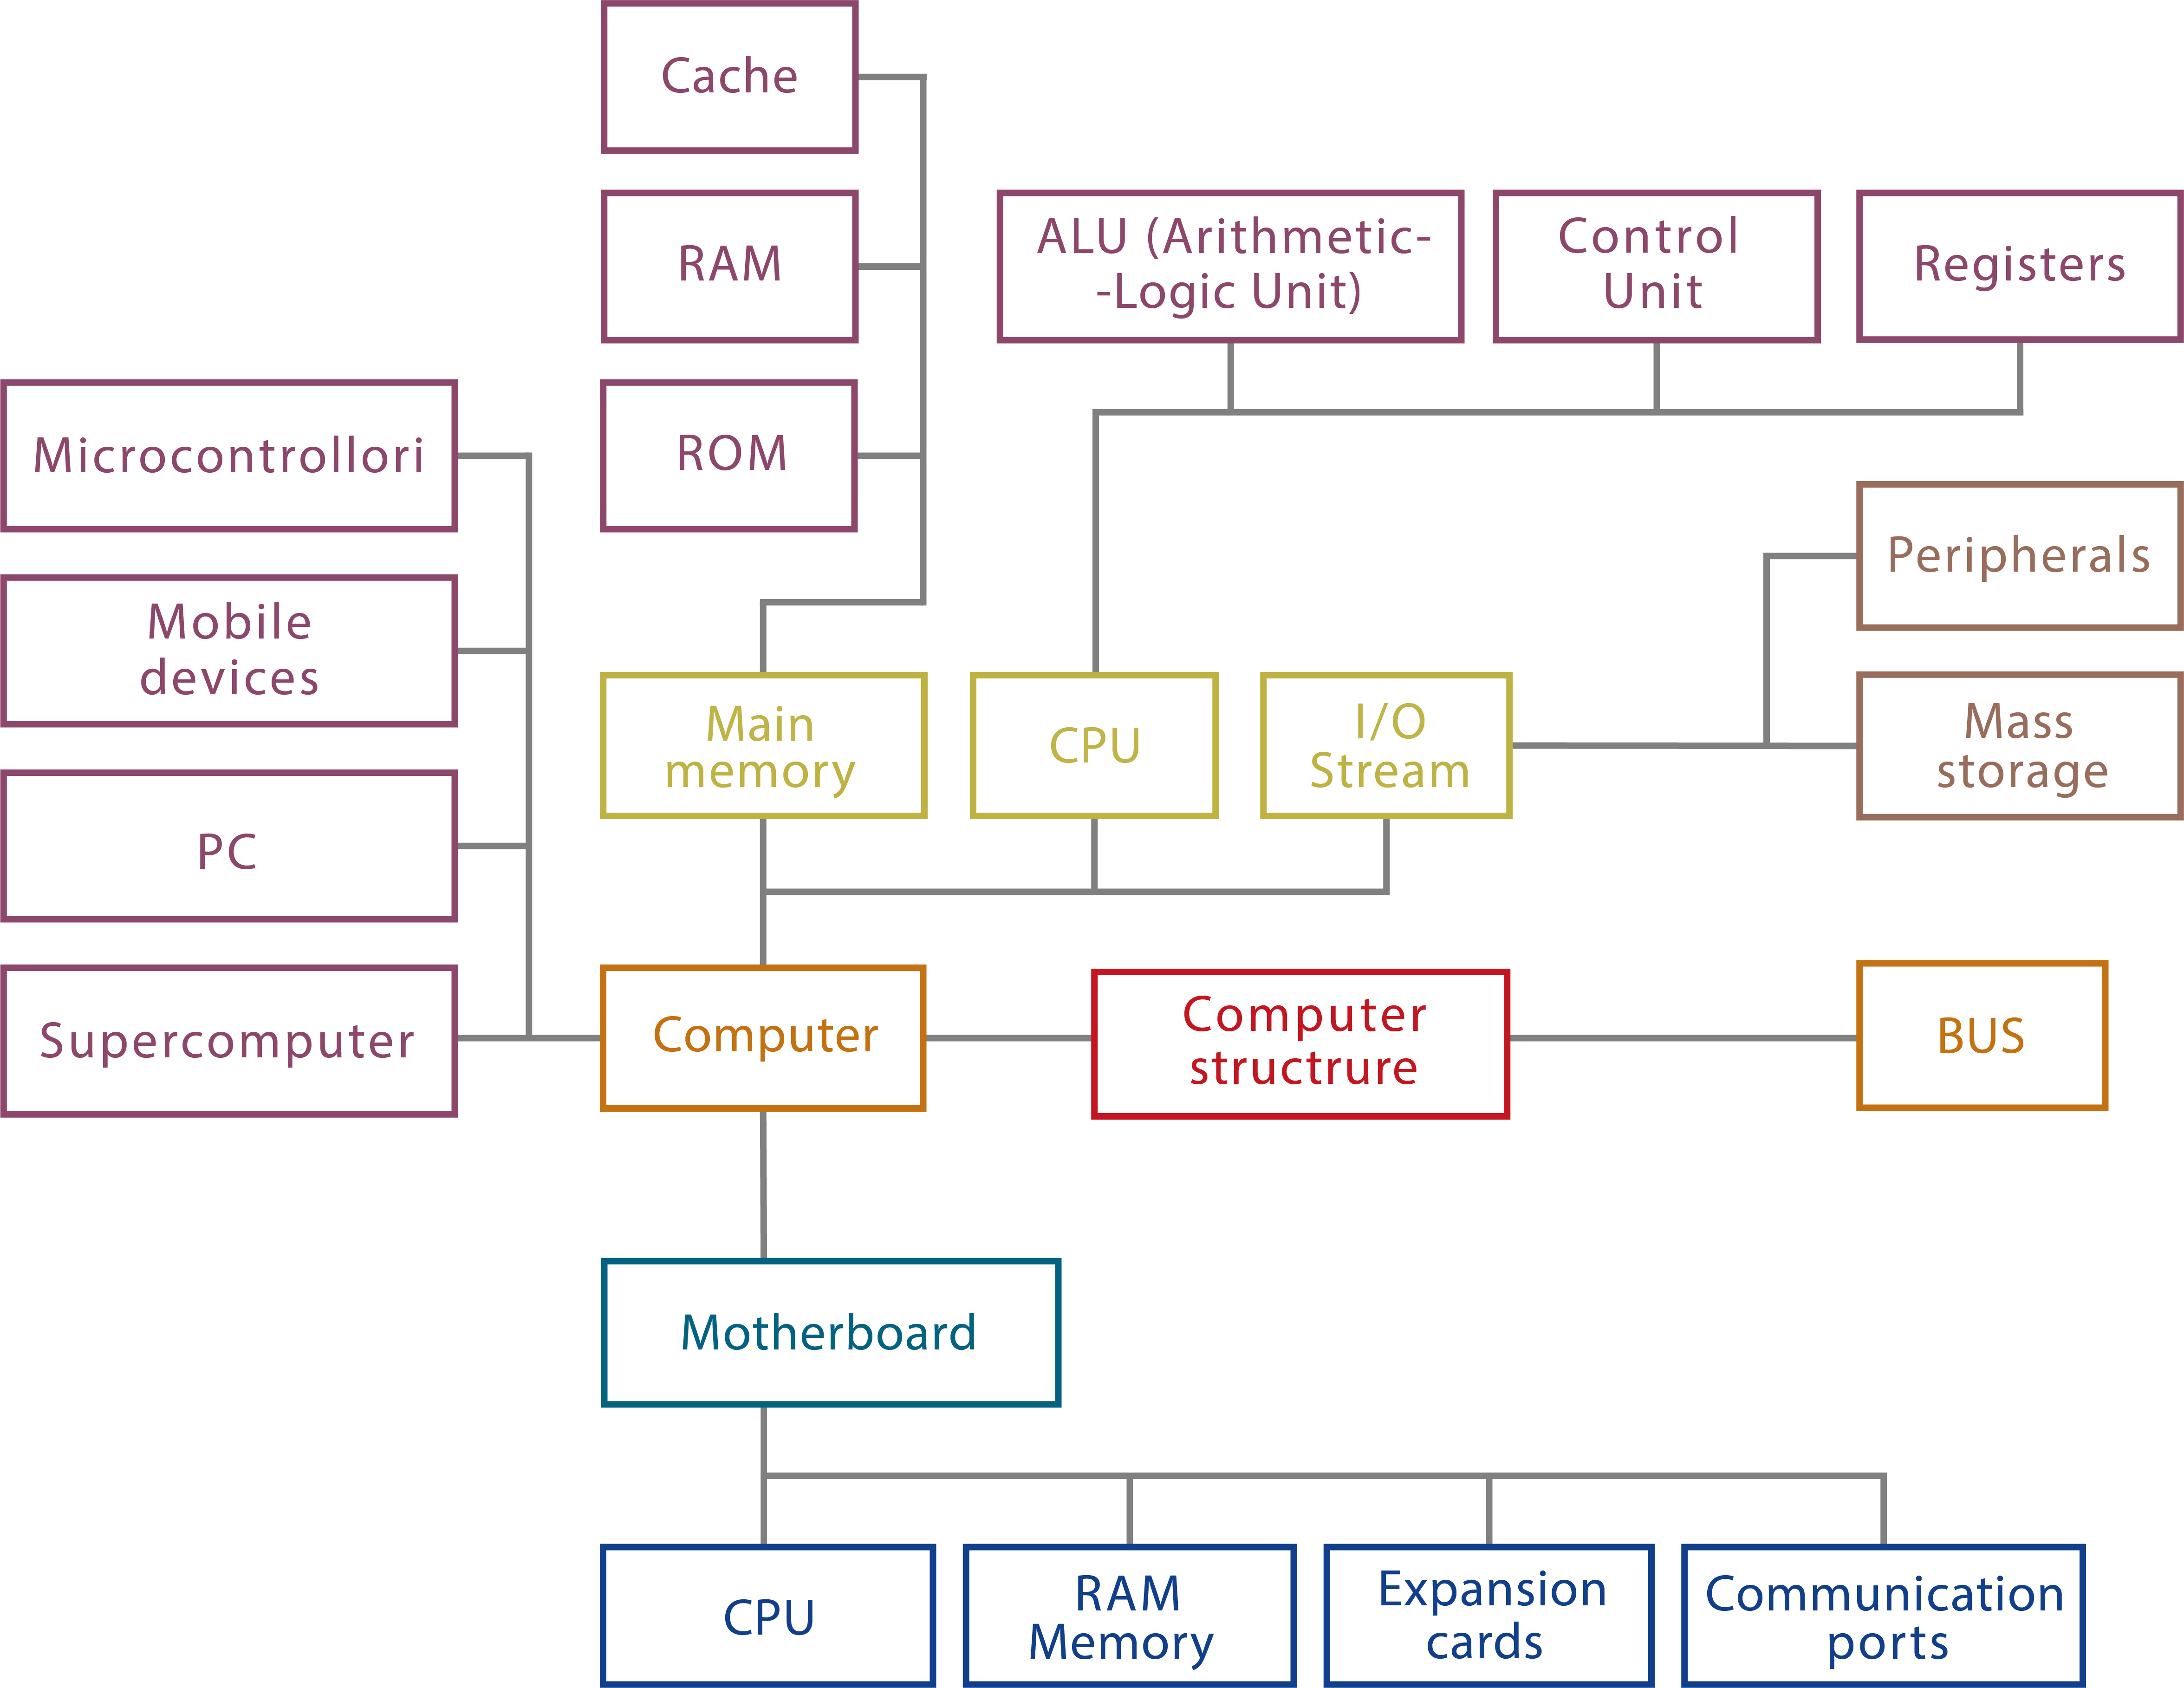 Cache
RAM
ALU (Arithmetic-
-Logic Unit)
Control
Unit
Registers
Microcontrollori
ROM
Peripherals
Mobile
devices
Main
memory
CPU
I/O
Stream
Mass
storage
PC
Supercomputer
Computer
Computer
structrure
BUS
Motherboard
CPU
RAM
Memory
Expansion
cards
Communication
ports